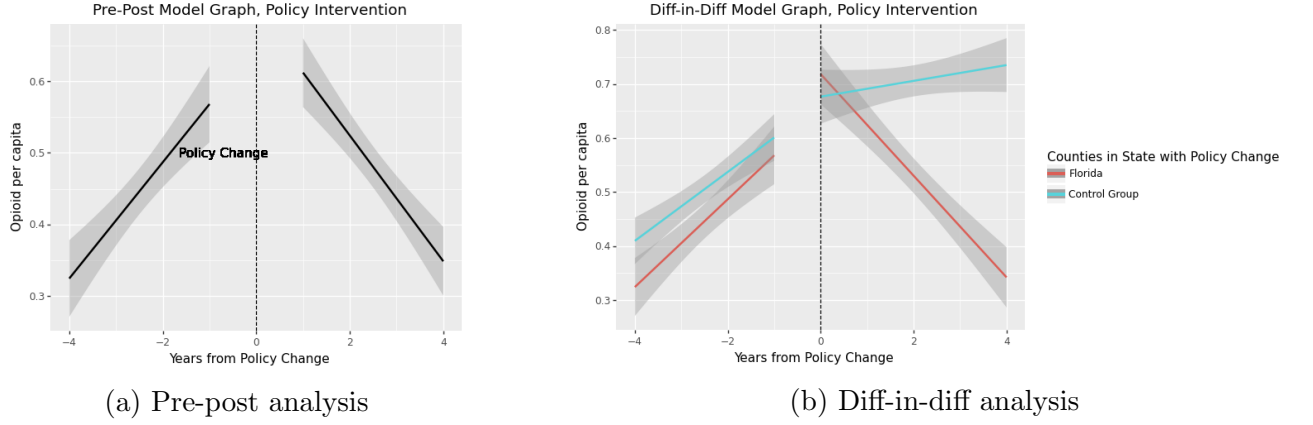 Pre-Post Model Graph, Policy Intervention
0.6
0.5
0.4
0.3
Opioid per capita
Policy Change
−4
−2
0
2
4
Years from Policy Change
(a) Pre-post analysis
Diff-in-Diff Model Graph, Policy Intervention
0.8
0.7
0.6
0.5
0.4
0.3
Opioid per capita
−4
−2
0
2
4
Years from Policy Change
Counties in State with Policy Change
Florida
Control Group
(b) Diff-in-diff analysis